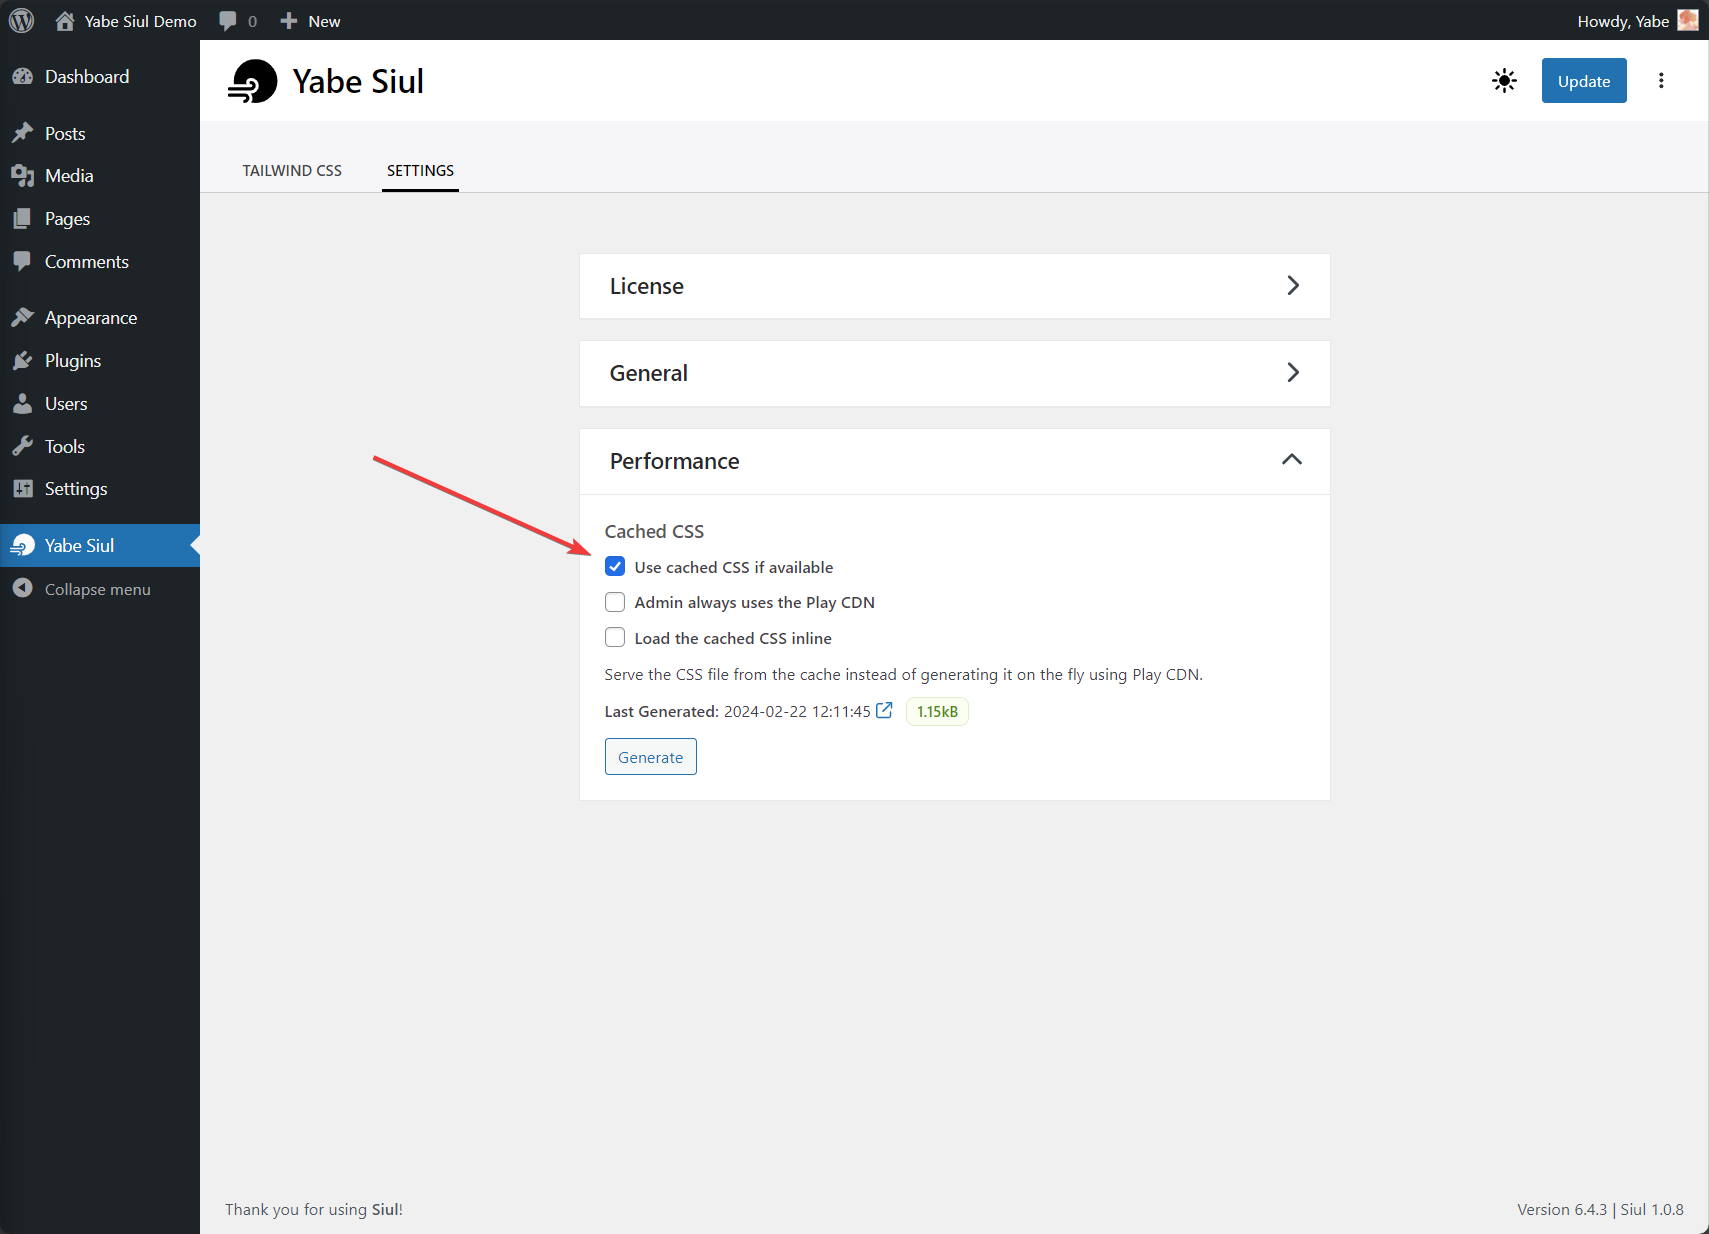 Yabe Siul Demo 0 New Howdy, Yabe
Dashboard
Posts
Media
Pages
Comments
Appearance
Plugins
Users
Tools
Settings
Yabe Siul
Collapse menu
Yabe Siul
Update
TAILWIND CSS SETTINGS
License
General
Performance
Cached CSS
Use cached CSS if available
Admin always uses the Play CDN
Load the cached CSS inline
Serve the CSS file from the cache instead of generating it on the fly using Play CDN.
Last Generated: 2024-02-22 12:11:45 1.15kB
Generate
Thank you for using Siul!
Version 6.4.3 | Siul 1.0.8